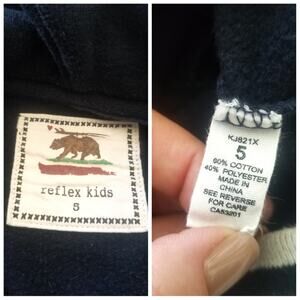 reflex kids
5
KJ821X
5
60% COTTON
40% POLYESTER
MADE IN
CHINA
SEE REVERSE
FOR CARE
CA53201